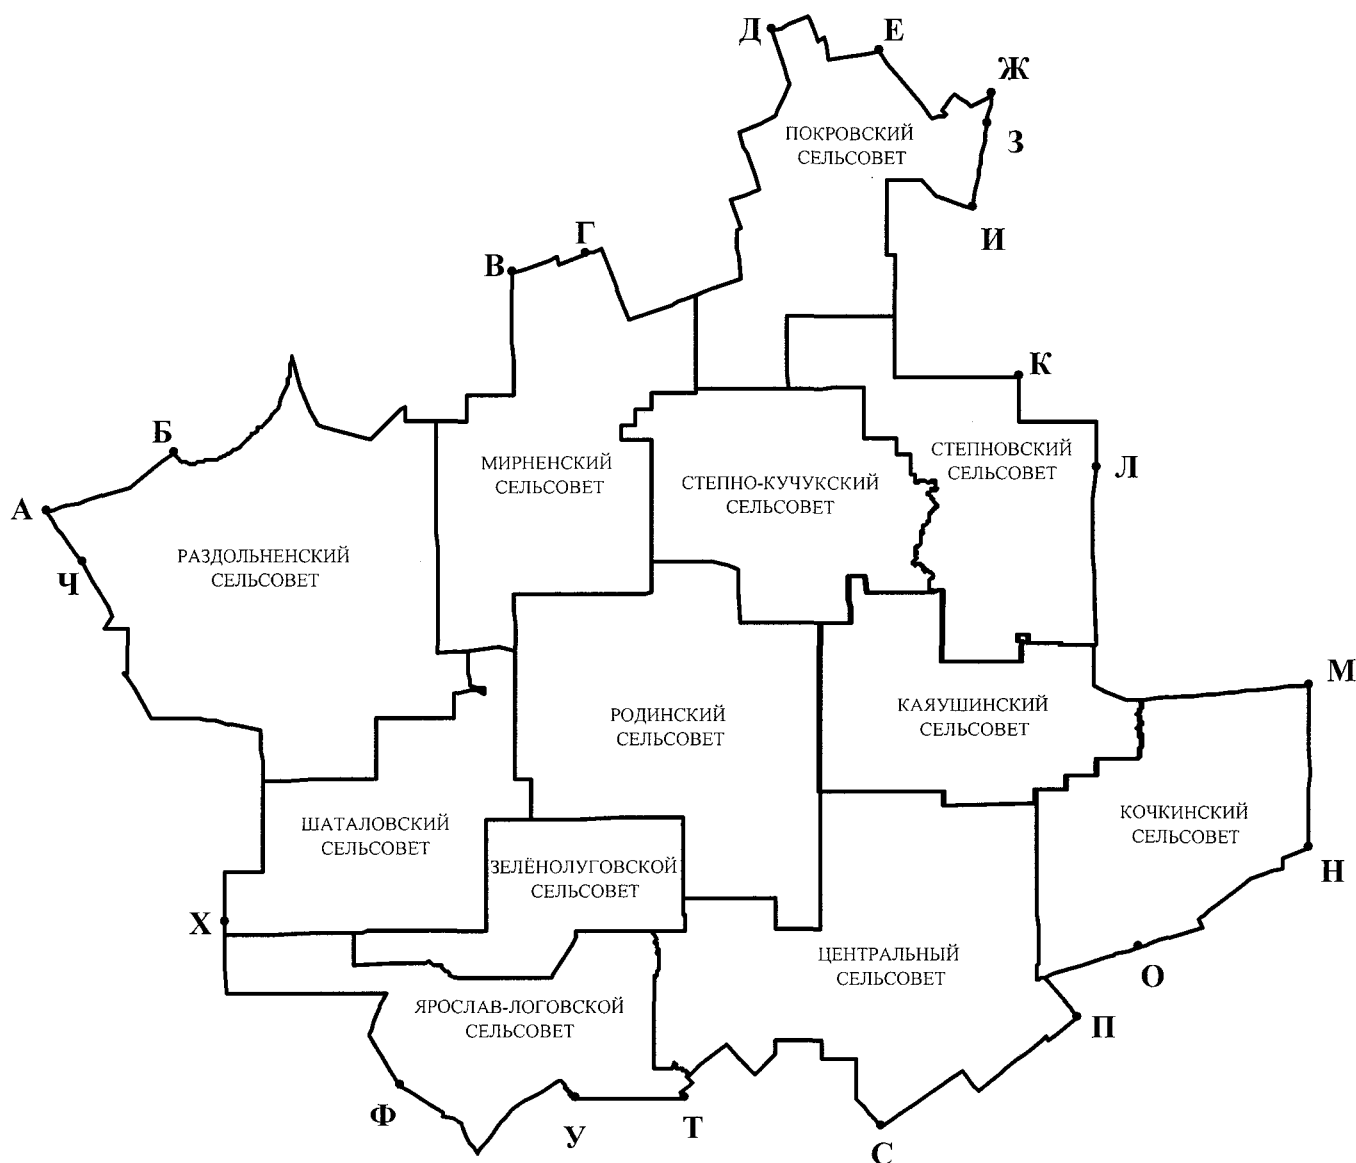 Д
Е
Ж
ПОКРОВСКИЙ
СЕЛЬСОВЕТ
З
И
Г
В
К
Б
СТЕПНОВСКИЙ
СЕЛЬСОВЕТ
Л
МИРНЕНСКИЙ
СЕЛЬСОВЕТ
СТЕПНО-КУЧУКСКИЙ
СЕЛЬСОВЕТ
А
РАЗДОЛЬНЕНСКИЙ
СЕЛЬСОВЕТ
Ч
М
КАЯУШИНСКИЙ
СЕЛЬСОВЕТ
РОДИНСКИЙ
СЕЛЬСОВЕТ
ШАТАЛОВСКИЙ
СЕЛЬСОВЕТ
КОЧКИНСКИЙ
СЕЛЬСОВЕТ
Н
ЗЕЛЁНОЛУГОВСКОЙ
СЕЛЬСОВЕТ
Х
ЦЕНТРАЛЬНЫЙ
СЕЛЬСОВЕТ
О
ЯРОСЛАВ-ЛОГОВСКОЙ
СЕЛЬСОВЕТ
П
Ф
У
Т
С